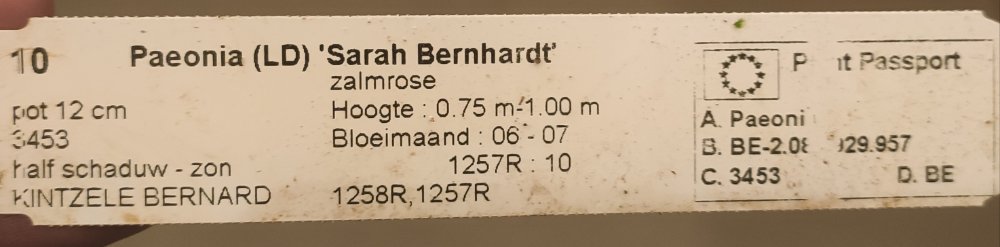 10 Paeonia (LD) 'Sarah Bernhardt'
zalmrose
pot 12 cm Hoogte : 0.75 m-1.00 m
3453 Bloeimaand : 06 - 07
half schaduw - zon 1257R : 10
KINTZELE BERNARD 1258R,1257R
Passport
A. Paeoni
B. BE-2.08 929.957
C. 3453 D. BE